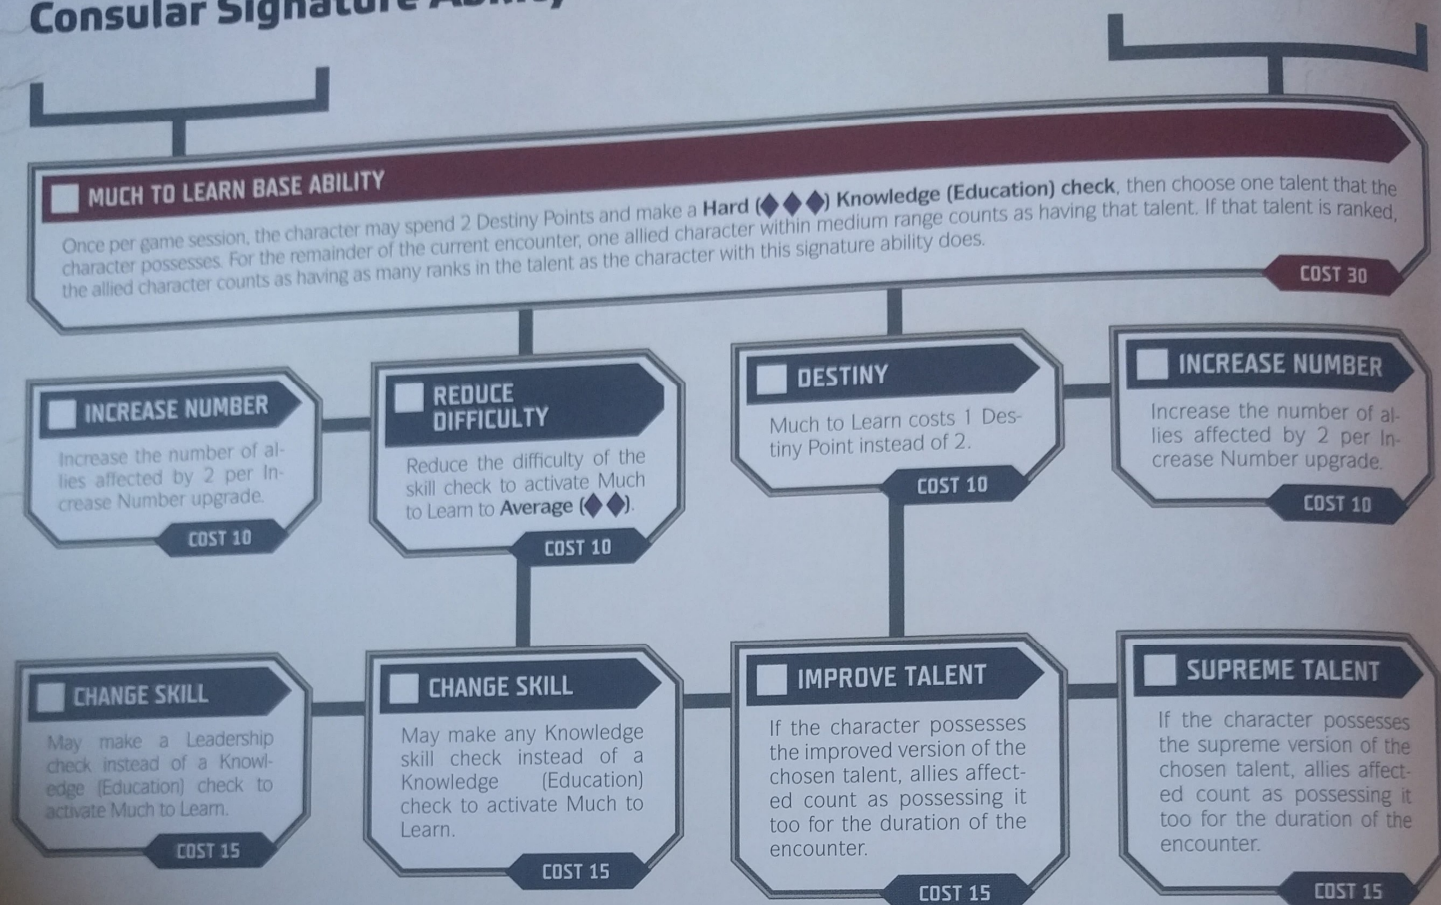 Consular Signature Ability
MUCH TO LEARN BASE ABILITY
Once per game session, the character may spend 2 Destiny Points and make a Hard (◆◆◆) Knowledge (Education) check, then choose one talent that the
character possesses. For the remainder of the current encounter, one allied character within medium range counts as having that talent. If that talent is ranked,
the allied character counts as having as many ranks in the talent as the character with this signature ability does.
COST 30
INCREASE NUMBER
Increase the number of al-
lies affected by 2 per In-
crease Number upgrade.
COST 10
REDUCE
DIFFICULTY
Reduce the difficulty of the
skill check to activate Much
to Learn to Average (◆◆).
COST 10
DESTINY
Much to Learn costs 1 Des-
tiny Point instead of 2.
COST 10
INCREASE NUMBER
Increase the number of al-
lies affected by 2 per In-
crease Number upgrade.
COST 10
CHANGE SKILL
May make a Leadership
check instead of a Knowl-
edge (Education) check to
activate Much to Learn.
COST 15
CHANGE SKILL
May make any Knowledge
skill check instead of a
Knowledge (Education)
check to activate Much to
Learn.
COST 15
IMPROVE TALENT
If the character possesses
the improved version of the
chosen talent, allies affect-
ed count as possessing it
too for the duration of the
encounter.
COST 15
SUPREME TALENT
If the character possesses
the supreme version of the
chosen talent, allies affect-
ed count as possessing it
too for the duration of the
encounter.
COST 15